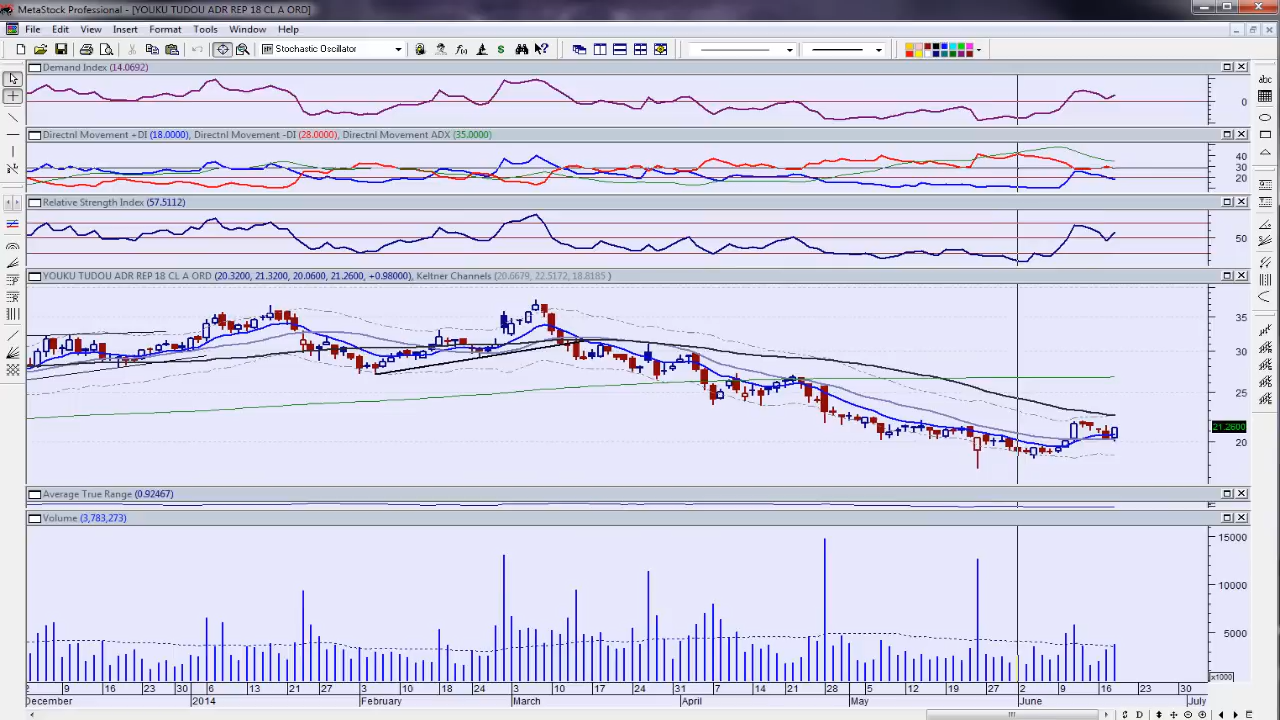 MetaStock Professional - [YOUKU TUDOU ADR REP 18 CL A ORD]
File Edit View Insert Format Tools Window Help
Stochastic Oscillator
abc
Demand Index (14.0692)
0
Directnl Movement +DI (18.0000), Directnl Movement -DI (28.0000), Directnl Movement ADX (35.0000)
40
30
20
Relative Strength Index (57.5112)
50
YOUKU TUDOU ADR REP 18 CL A ORD (20.3200, 21.3200, 20.0600, 21.2600, +0.98000), Keltner Channels (20.6679, 22.5172, 18.8185 )
35
30
25
21.2600
20
Average True Range (0.92467)
Volume (3,783,273)
15000
10000
5000
x1000
2 9 16 23 30 6 13 21 27 3 10 18 24 3 10 17 24 31 7 14 21 28 5 12 19 27 2 9 16 23 30
December 2014 February March April May June July